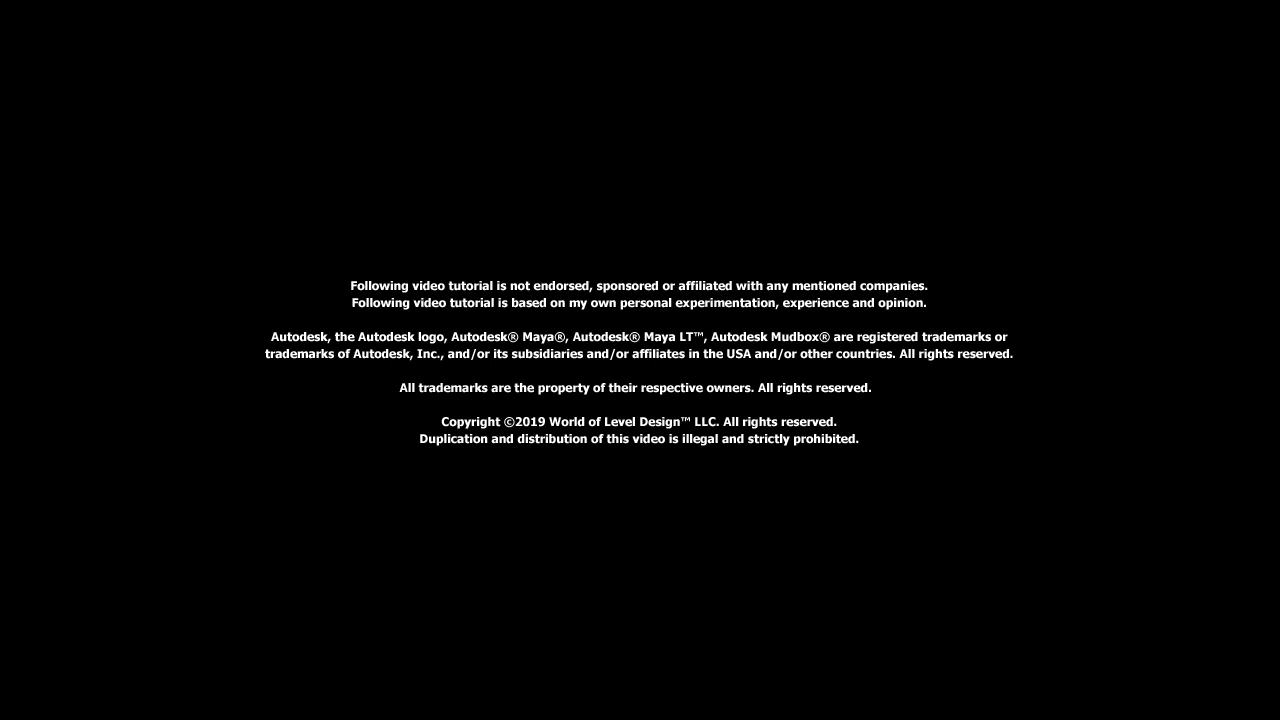 Following video tutorial is not endorsed, sponsored or affiliated with any mentioned companies.
Following video tutorial is based on my own personal experimentation, experience and opinion.
Autodesk, the Autodesk logo, Autodesk® Maya®, Autodesk® Maya LT™, Autodesk Mudbox® are registered trademarks or
trademarks of Autodesk, Inc., and/or its subsidiaries and/or affiliates in the USA and/or other countries. All rights reserved.
All trademarks are the property of their respective owners. All rights reserved.
Copyright ©2019 World of Level Design™ LLC. All rights reserved.
Duplication and distribution of this video is illegal and strictly prohibited.